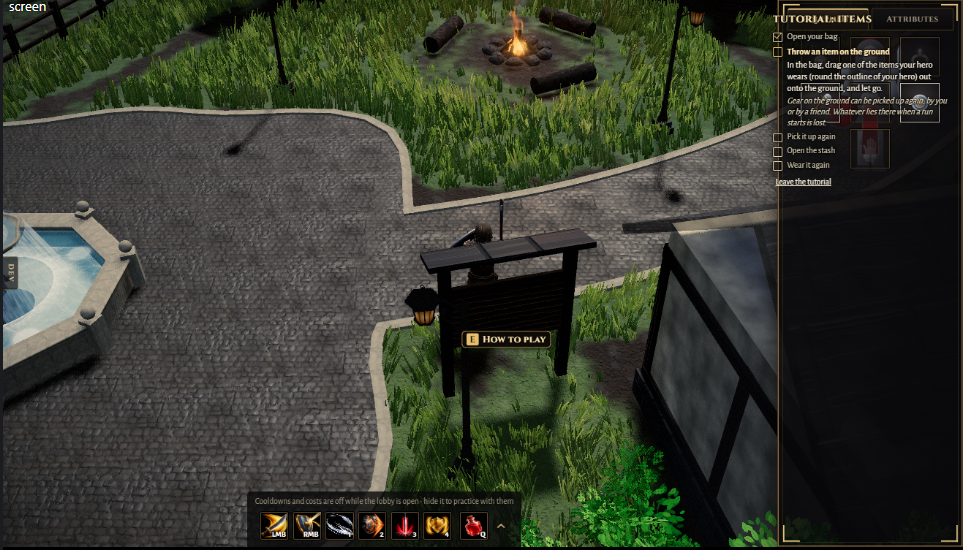 screen
TUTORIAL: ITEMS
ATTRIBUTES
Open your bag
Throw an item on the ground
In the bag, drag one of the items your hero
wears (round the outline of your hero) out
onto the ground, and let go.
Gear on the ground can be picked up again, by you
or by a friend. Whatever lies there when a run
starts is lost.
Pick it up again
Open the stash
Wear it again
Leave the tutorial
DEV
E HOW TO PLAY
Cooldowns and costs are off while the lobby is open - hide it to practice with them
LMB RMB 2 3 4 Q